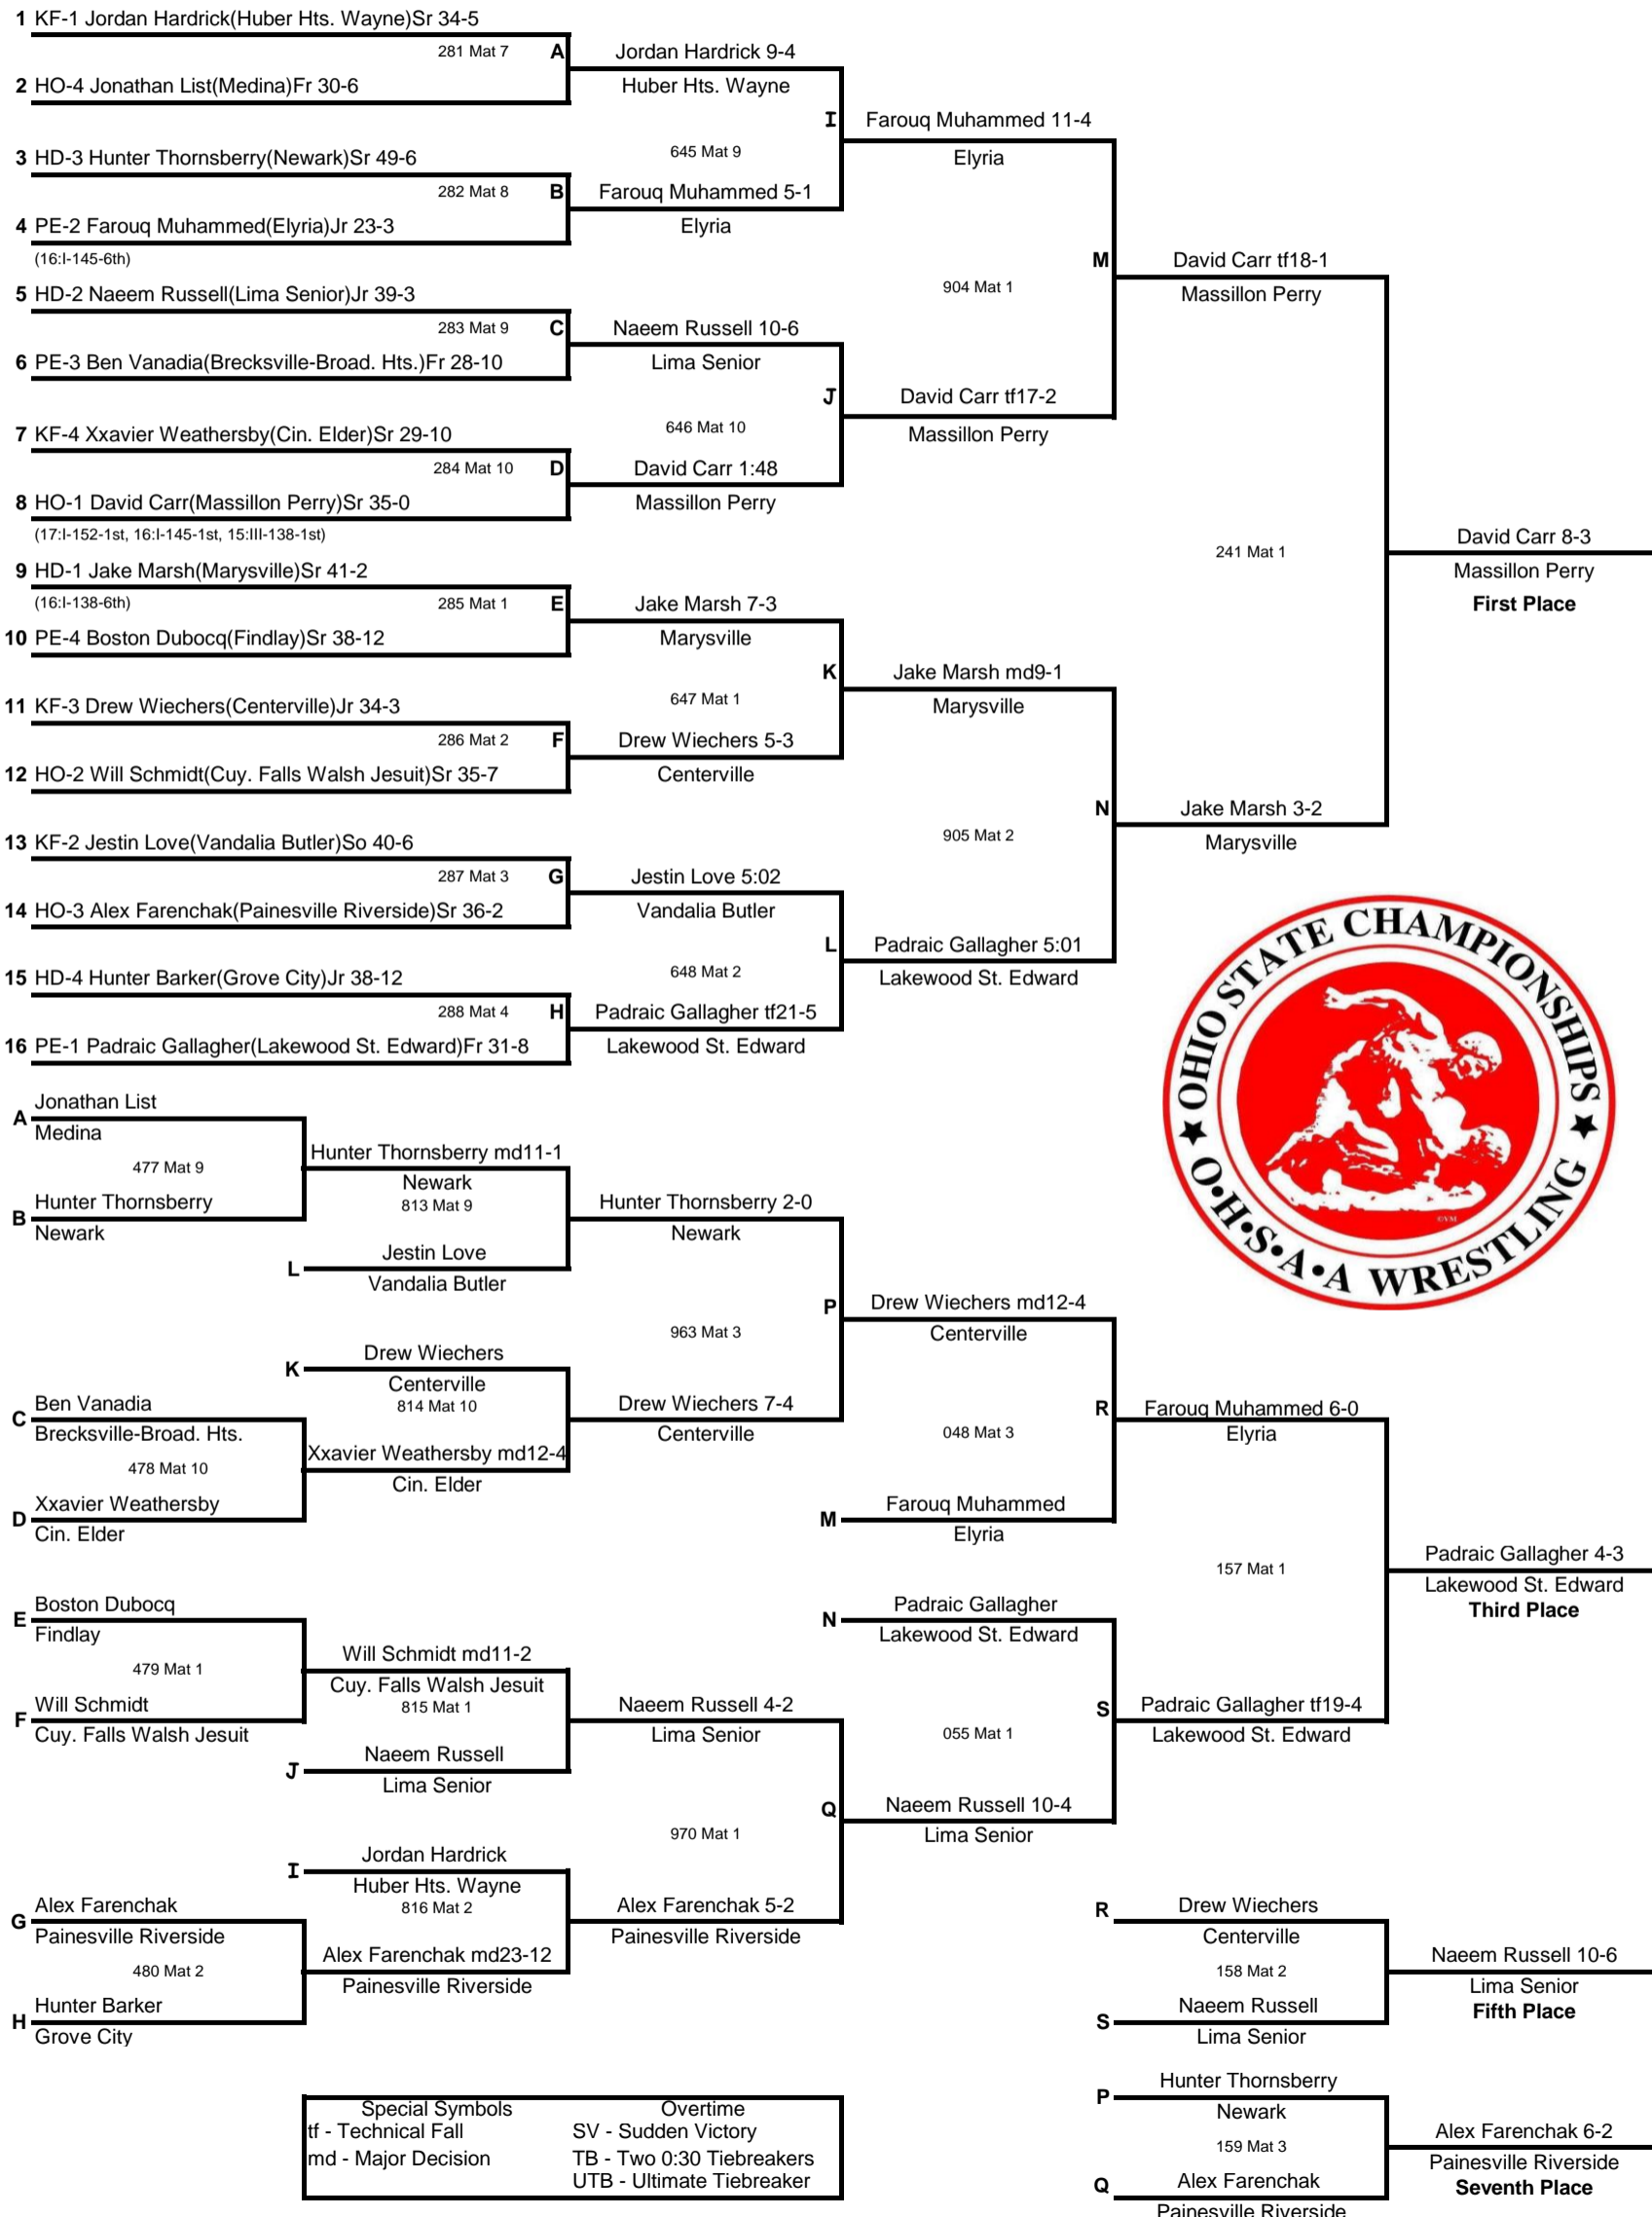 1 KF-1 Jordan Hardrick(Huber Hts. Wayne)Sr 34-5
281 Mat 7 A
2 HO-4 Jonathan List(Medina)Fr 30-6
Jordan Hardrick 9-4
Huber Hts. Wayne
3 HD-3 Hunter Thornsberry(Newark)Sr 49-6
282 Mat 8 B
4 PE-2 Farouq Muhammed(Elyria)Jr 23-3
(16:I-145-6th)
645 Mat 9
I
Farouq Muhammed 5-1
Elyria
Farouq Muhammed 11-4
Elyria
5 HD-2 Naeem Russell(Lima Senior)Jr 39-3
283 Mat 9 C
6 PE-3 Ben Vanadia(Brecksville-Broad. Hts.)Fr 28-10
Naeem Russell 10-6
Lima Senior
7 KF-4 Xxavier Weathersby(Cin. Elder)Sr 29-10
284 Mat 10 D
8 HO-1 David Carr(Massillon Perry)Sr 35-0
(17:I-152-1st, 16:I-145-1st, 15:III-138-1st)
646 Mat 10
J
David Carr 1:48
Massillon Perry
David Carr tf17-2
Massillon Perry
904 Mat 1
M
David Carr tf18-1
Massillon Perry
9 HD-1 Jake Marsh(Marysville)Sr 41-2
(16:I-138-6th)
285 Mat 1 E
10 PE-4 Boston Dubocq(Findlay)Sr 38-12
Jake Marsh 7-3
Marysville
11 KF-3 Drew Wiechers(Centerville)Jr 34-3
286 Mat 2 F
12 HO-2 Will Schmidt(Cuy. Falls Walsh Jesuit)Sr 35-7
647 Mat 1
K
Drew Wiechers 5-3
Centerville
Jake Marsh md9-1
Marysville
13 KF-2 Jestin Love(Vandalia Butler)So 40-6
287 Mat 3 G
14 HO-3 Alex Farenchak(Painesville Riverside)Sr 36-2
Jestin Love 5:02
Vandalia Butler
15 HD-4 Hunter Barker(Grove City)Jr 38-12
288 Mat 4 H
16 PE-1 Padraic Gallagher(Lakewood St. Edward)Fr 31-8
648 Mat 2
L
Padraic Gallagher tf21-5
Lakewood St. Edward
Padraic Gallagher 5:01
Lakewood St. Edward
905 Mat 2
N
Jake Marsh 3-2
Marysville
241 Mat 1
David Carr 8-3
Massillon Perry
First Place
OHIO STATE CHAMPIONSHIPS
★ O•H•S•A•A WRESTLING ★
©VM
A Jonathan List
Medina
477 Mat 9
B Hunter Thornsberry
Newark
Hunter Thornsberry md11-1
Newark
813 Mat 9
L Jestin Love
Vandalia Butler
Hunter Thornsberry 2-0
Newark
K Drew Wiechers
Centerville
814 Mat 10
C Ben Vanadia
Brecksville-Broad. Hts.
478 Mat 10
D Xxavier Weathersby
Cin. Elder
Xxavier Weathersby md12-4
Cin. Elder
963 Mat 3
P
Drew Wiechers 7-4
Centerville
Drew Wiechers md12-4
Centerville
048 Mat 3
R
M Farouq Muhammed
Elyria
Farouq Muhammed 6-0
Elyria
E Boston Dubocq
Findlay
479 Mat 1
F Will Schmidt
Cuy. Falls Walsh Jesuit
Will Schmidt md11-2
Cuy. Falls Walsh Jesuit
815 Mat 1
J Naeem Russell
Lima Senior
Naeem Russell 4-2
Lima Senior
I Jordan Hardrick
Huber Hts. Wayne
816 Mat 2
G Alex Farenchak
Painesville Riverside
480 Mat 2
H Hunter Barker
Grove City
Alex Farenchak md23-12
Painesville Riverside
970 Mat 1
Q
Alex Farenchak 5-2
Painesville Riverside
N Padraic Gallagher
Lakewood St. Edward
055 Mat 1
S
Naeem Russell 10-4
Lima Senior
Padraic Gallagher tf19-4
Lakewood St. Edward
157 Mat 1
Padraic Gallagher 4-3
Lakewood St. Edward
Third Place
R Drew Wiechers
Centerville
158 Mat 2
S Naeem Russell
Lima Senior
Naeem Russell 10-6
Lima Senior
Fifth Place
P Hunter Thornsberry
Newark
159 Mat 3
Q Alex Farenchak
Painesville Riverside
Alex Farenchak 6-2
Painesville Riverside
Seventh Place
Special Symbols Overtime
tf - Technical Fall SV - Sudden Victory
md - Major Decision TB - Two 0:30 Tiebreakers
UTB - Ultimate Tiebreaker